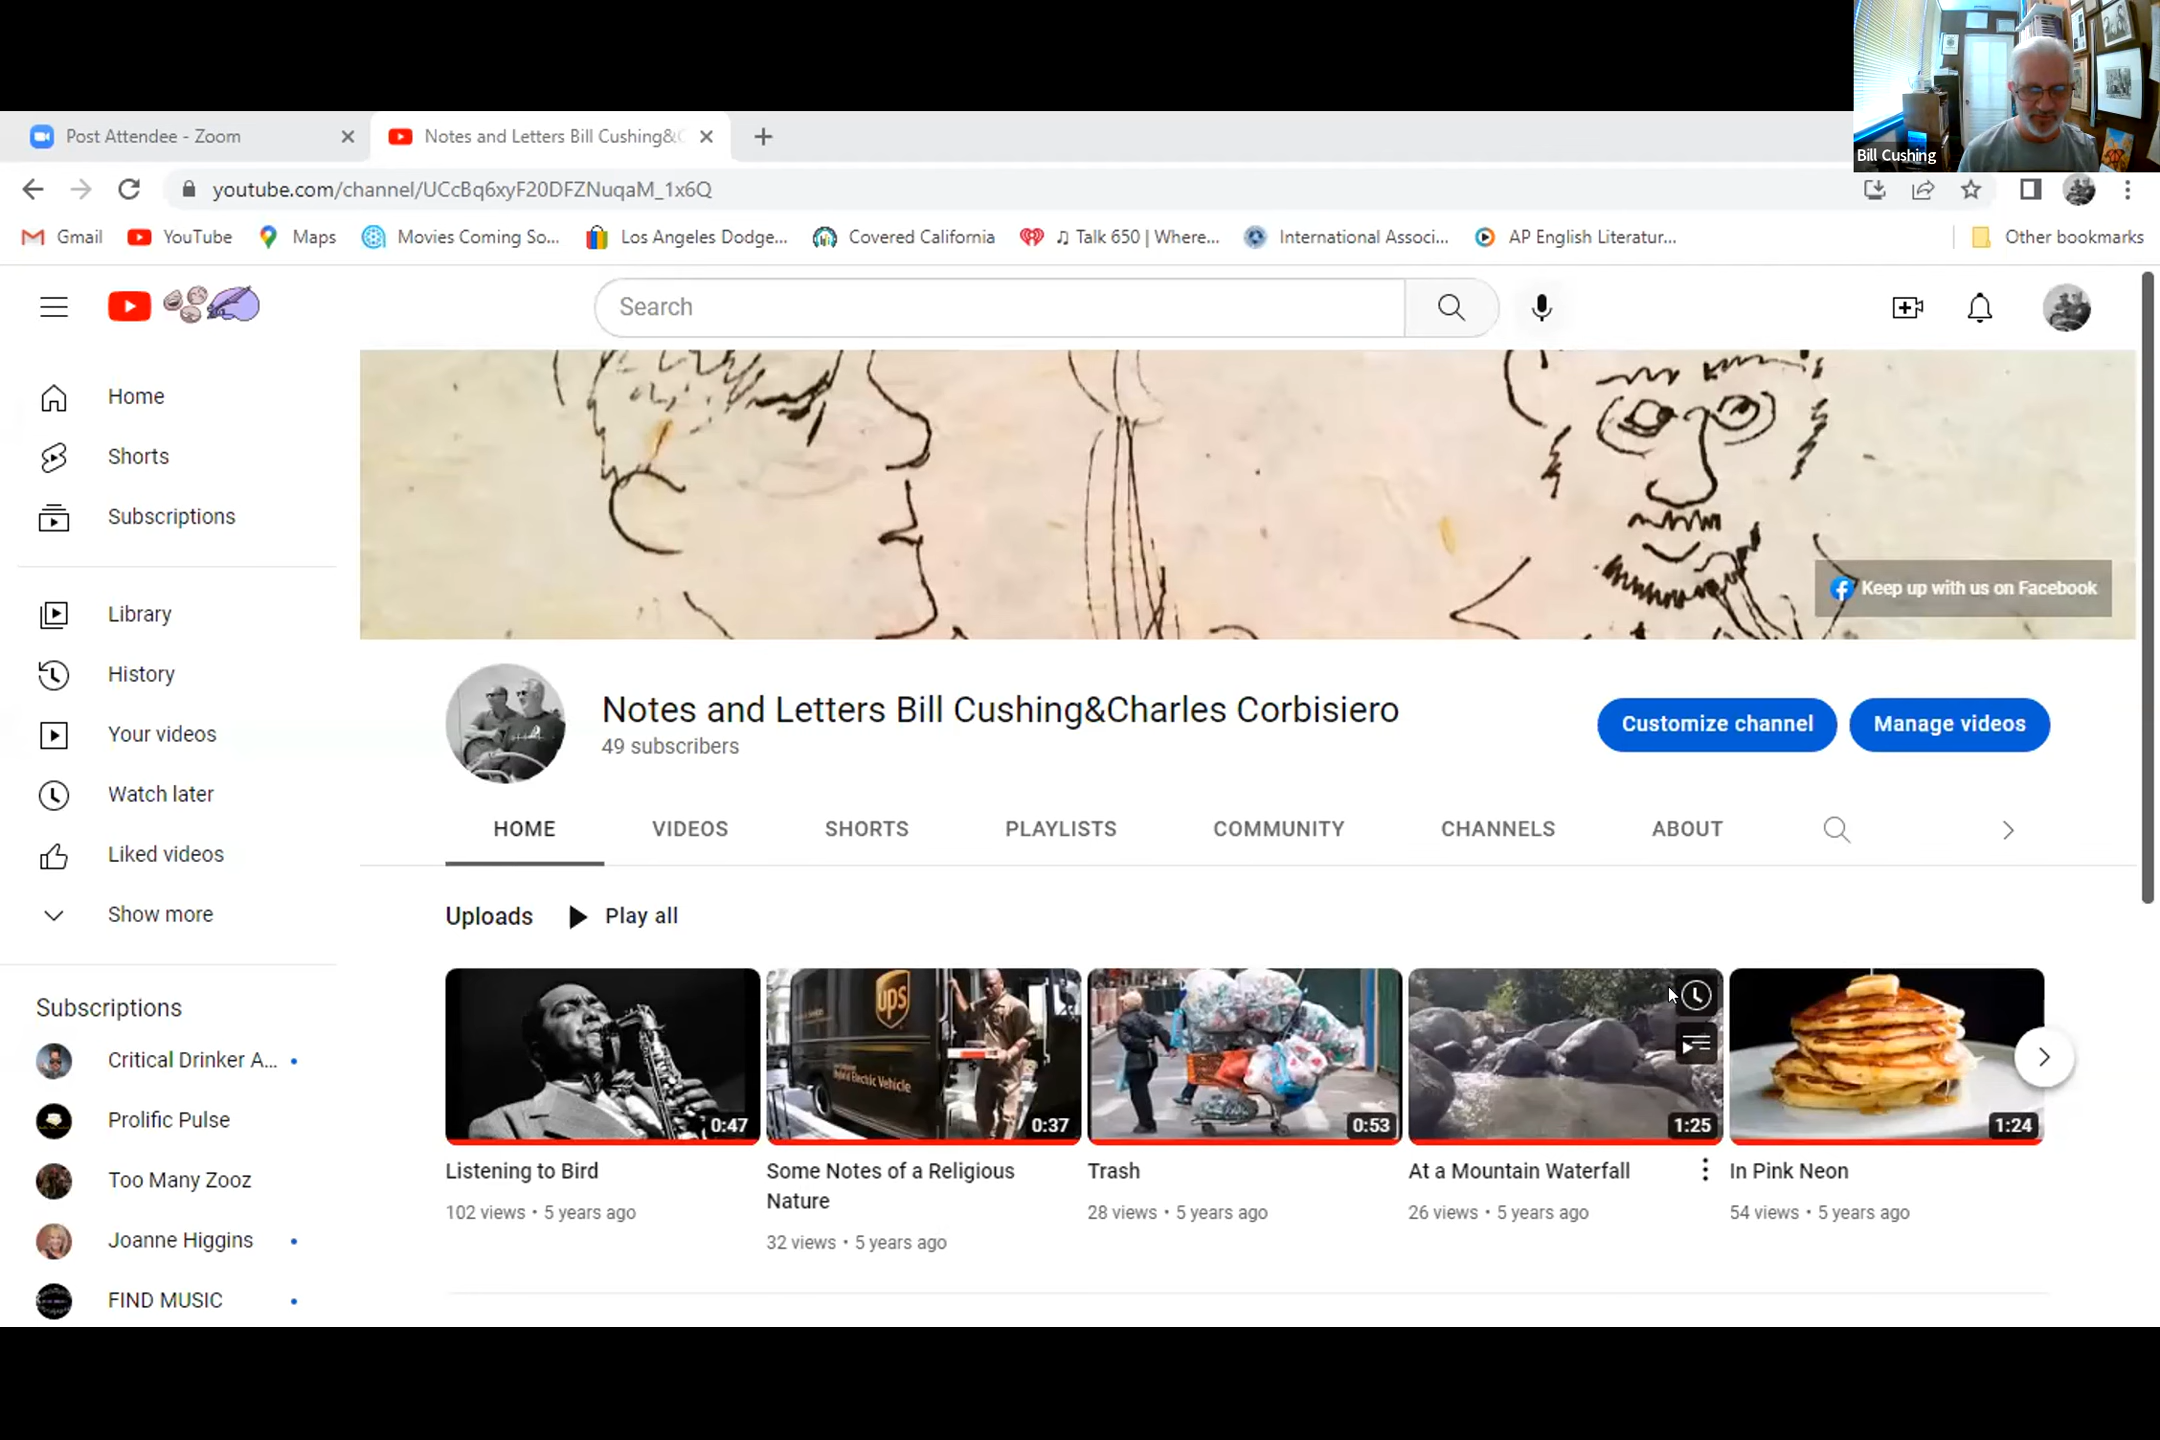 Bill Cushing
Post Attendee - Zoom
Notes and Letters Bill Cushing&C
youtube.com/channel/UCcBq6xyF20DFZNuqaM_1x6Q
Gmail YouTube Maps Movies Coming So... Los Angeles Dodge... Covered California ♫ Talk 650 | Where... International Associ... AP English Literatur... Other bookmarks
Search
Home
Shorts
Subscriptions
Library
History
Your videos
Watch later
Liked videos
Show more
Subscriptions
Critical Drinker A...
Prolific Pulse
Too Many Zooz
Joanne Higgins
FIND MUSIC
Keep up with us on Facebook
Notes and Letters Bill Cushing&Charles Corbisiero
49 subscribers
Customize channel
Manage videos
HOME VIDEOS SHORTS PLAYLISTS COMMUNITY CHANNELS ABOUT
Uploads Play all
0:47
Listening to Bird
102 views • 5 years ago
ups
Hybrid Electric Vehicle
0:37
Some Notes of a Religious
Nature
32 views • 5 years ago
0:53
Trash
28 views • 5 years ago
1:25
At a Mountain Waterfall
26 views • 5 years ago
1:24
In Pink Neon
54 views • 5 years ago